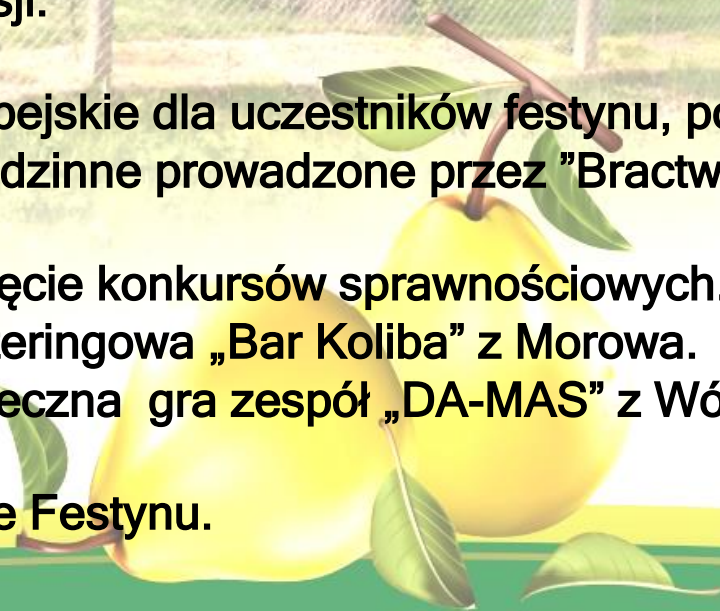 sji.
pejskie dla uczestników festynu, po
dzinne prowadzone przez ”Bractw
ęcie konkursów sprawnościowych.
eringowa „Bar Koliba” z Morowa.
eczna gra zespół „DA-MAS” z Wó
e Festynu.